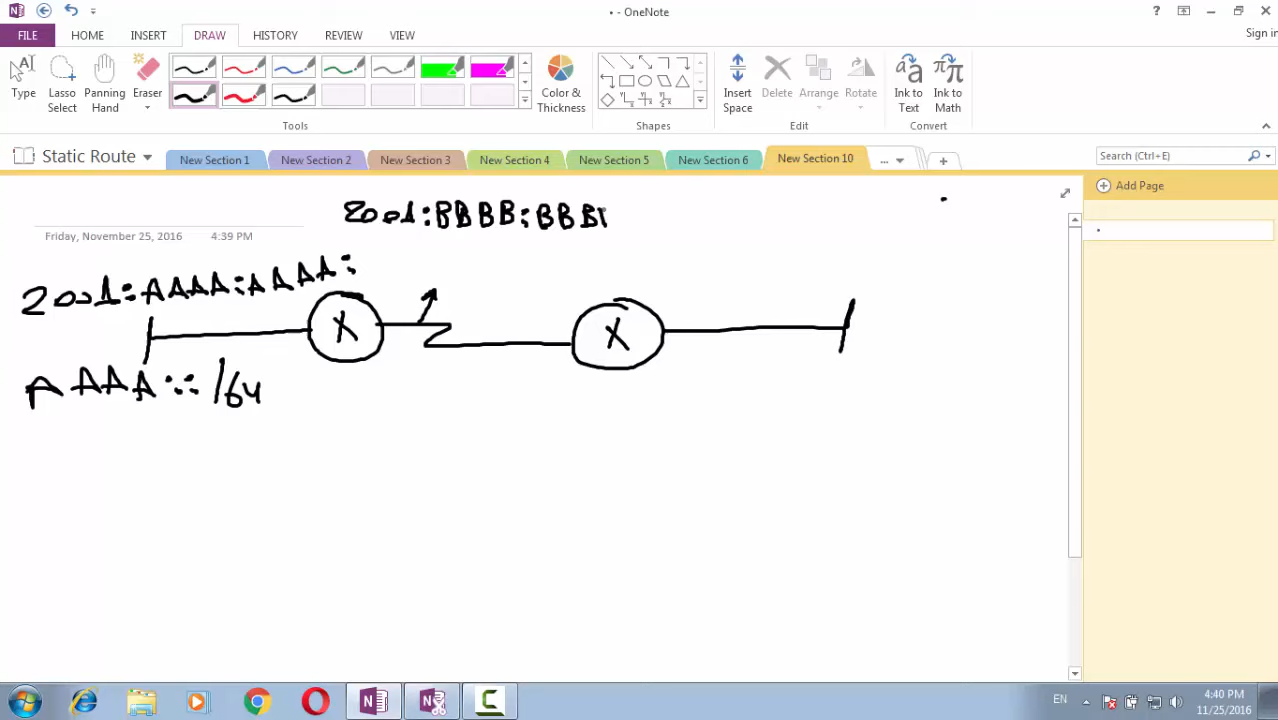 • - OneNote
?
FILE HOME INSERT DRAW HISTORY REVIEW VIEW
Sign in
Type
Lasso Select
Panning Hand
Eraser
Color & Thickness
Insert Space
Delete
Arrange
Rotate
Ink to Text
Ink to Math
Tools
Shapes
Edit
Convert
Static Route
New Section 1
New Section 2
New Section 3
New Section 4
New Section 5
New Section 6
New Section 10
...
Search (Ctrl+E)
Add Page
2001:BBBB:BBB
Friday, November 25, 2016 4:39 PM
2001:AAAA:AAAA:
X X
AAAA::/64
EN
4:40 PM
11/25/2016